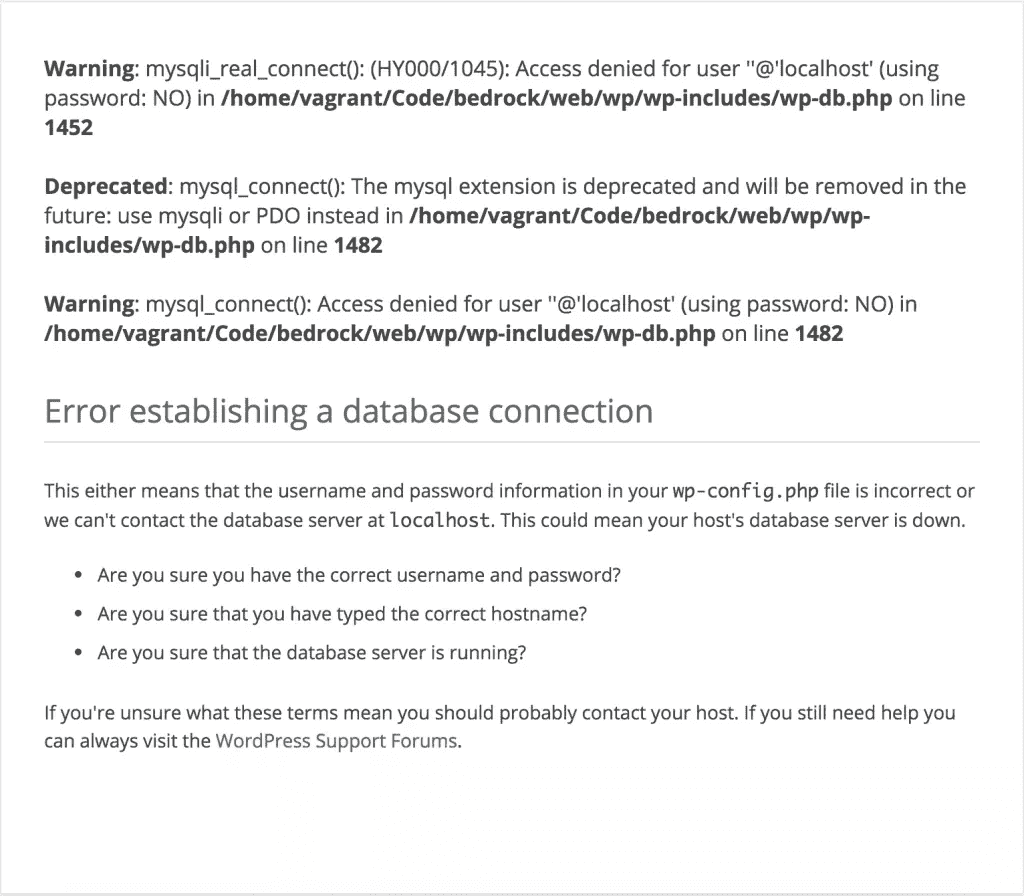 Warning: mysqli_real_connect(): (HY000/1045): Access denied for user ''@'localhost' (using
password: NO) in /home/vagrant/Code/bedrock/web/wp/wp-includes/wp-db.php on line
1452
Deprecated: mysql_connect(): The mysql extension is deprecated and will be removed in the
future: use mysqli or PDO instead in /home/vagrant/Code/bedrock/web/wp/wp-
includes/wp-db.php on line 1482
Warning: mysql_connect(): Access denied for user ''@'localhost' (using password: NO) in
/home/vagrant/Code/bedrock/web/wp/wp-includes/wp-db.php on line 1482
Error establishing a database connection
This either means that the username and password information in your wp-config.php file is incorrect or
we can't contact the database server at localhost. This could mean your host's database server is down.
• Are you sure you have the correct username and password?
• Are you sure that you have typed the correct hostname?
• Are you sure that the database server is running?
If you're unsure what these terms mean you should probably contact your host. If you still need help you
can always visit the WordPress Support Forums.